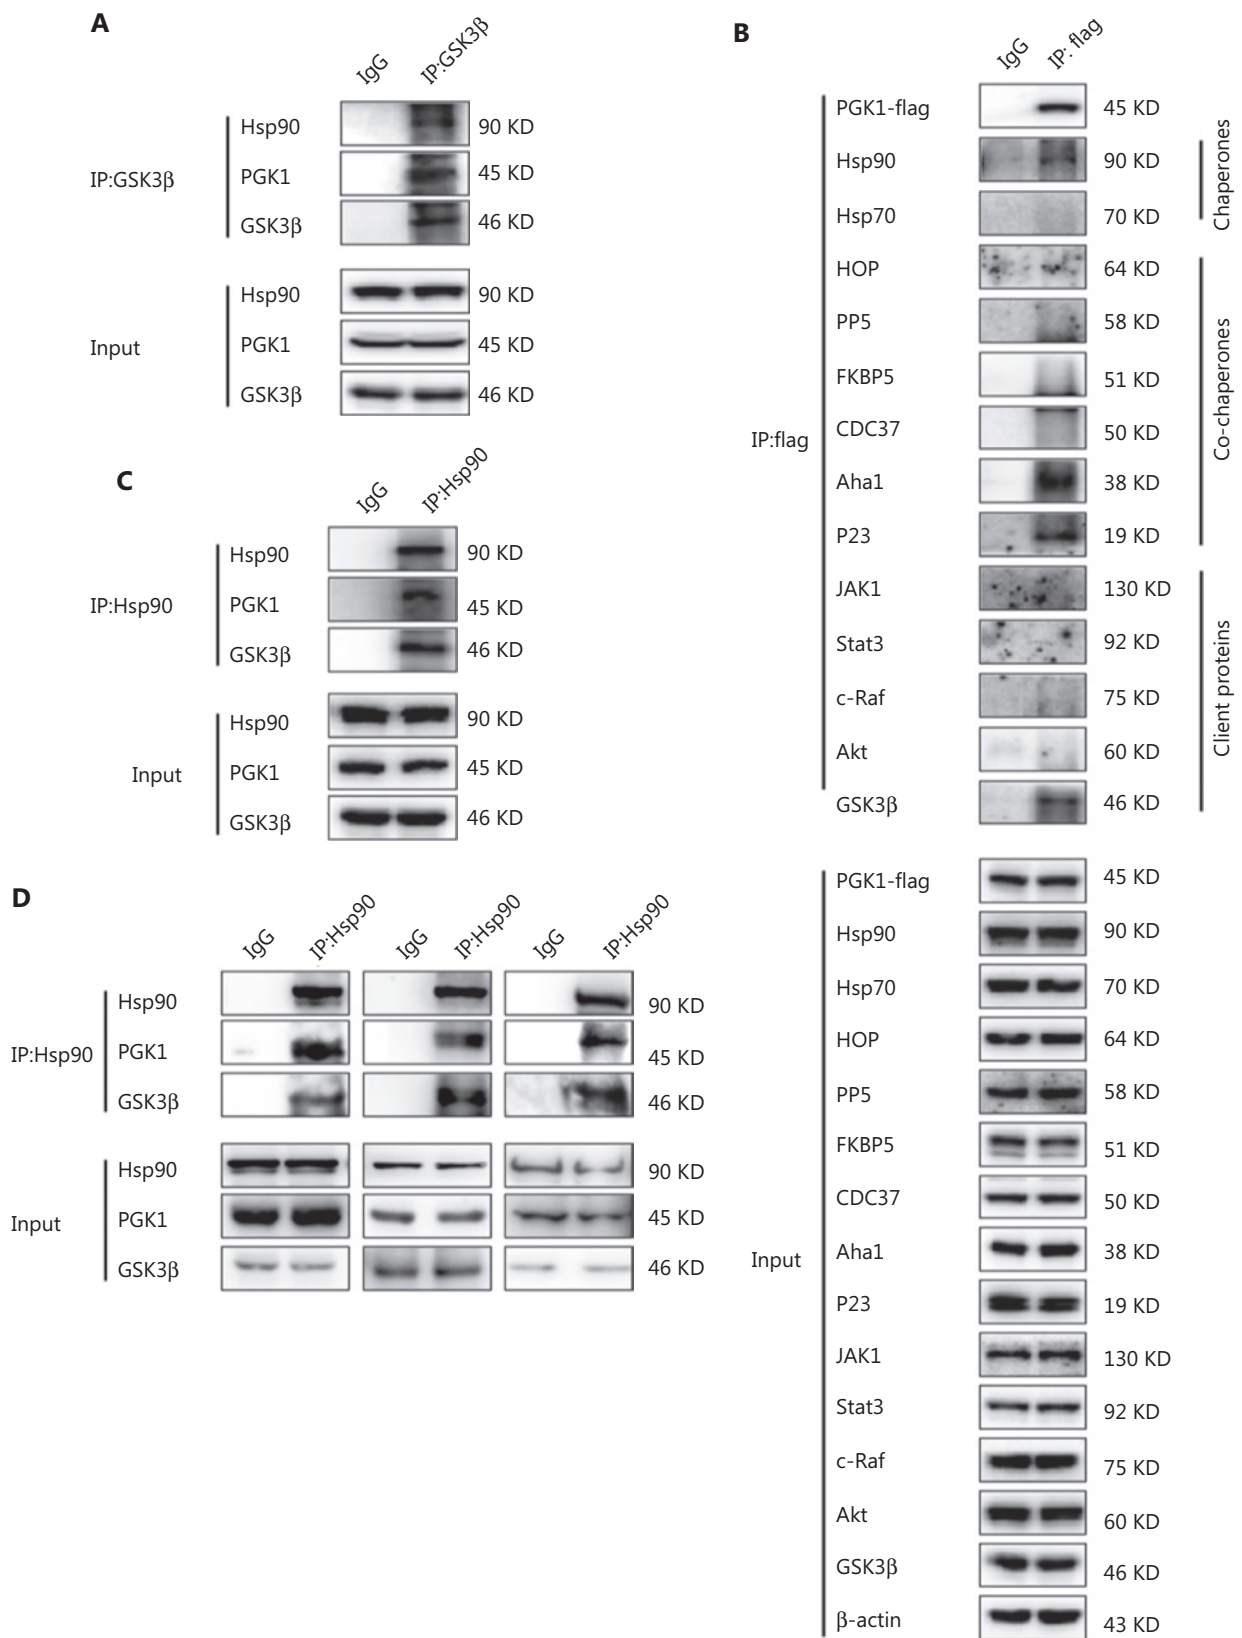 A
IgG
IP:GSK3β
IP:GSK3β
Hsp90
90 KD
PGK1
45 KD
GSK3β
46 KD
Input
Hsp90
90 KD
PGK1
45 KD
GSK3β
46 KD
B
IgG
IP: flag
IP:flag
PGK1-flag
45 KD
Hsp90
90 KD
Hsp70
70 KD
Chaperones
HOP
64 KD
PP5
58 KD
FKBP5
51 KD
CDC37
50 KD
Aha1
38 KD
P23
19 KD
Co-chaperones
JAK1
130 KD
Stat3
92 KD
c-Raf
75 KD
Akt
60 KD
GSK3β
46 KD
Client proteins
Input
PGK1-flag
45 KD
Hsp90
90 KD
Hsp70
70 KD
HOP
64 KD
PP5
58 KD
FKBP5
51 KD
CDC37
50 KD
Aha1
38 KD
P23
19 KD
JAK1
130 KD
Stat3
92 KD
c-Raf
75 KD
Akt
60 KD
GSK3β
46 KD
β-actin
43 KD
C
IgG
IP:Hsp90
IP:Hsp90
Hsp90
90 KD
PGK1
45 KD
GSK3β
46 KD
Input
Hsp90
90 KD
PGK1
45 KD
GSK3β
46 KD
D
IgG
IP:Hsp90
IgG
IP:Hsp90
IgG
IP:Hsp90
IP:Hsp90
Hsp90
90 KD
PGK1
45 KD
GSK3β
46 KD
Input
Hsp90
90 KD
PGK1
45 KD
GSK3β
46 KD